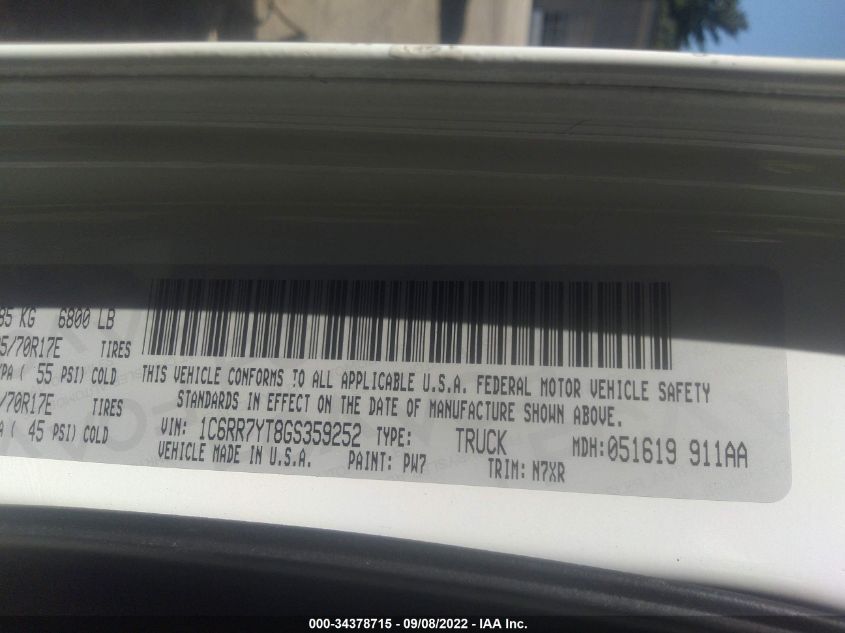 85 KG 6800 LB
5/70R17E TIRES
PA ( 55 PSI) COLD
/70R17E TIRES
A ( 45 PSI) COLD
THIS VEHICLE CONFORMS TO ALL APPLICABLE U.S.A. FEDERAL MOTOR VEHICLE SAFETY
STANDARDS IN EFFECT ON THE DATE OF MANUFACTURE SHOWN ABOVE.
VIN: 1C6RR7YT8GS359252 TYPE: TRUCK MDH: 051619 911AA
VEHICLE MADE IN U.S.A. PAINT: PW7 TRIM: N7XR
000-34378715 - 09/08/2022 - IAA Inc.